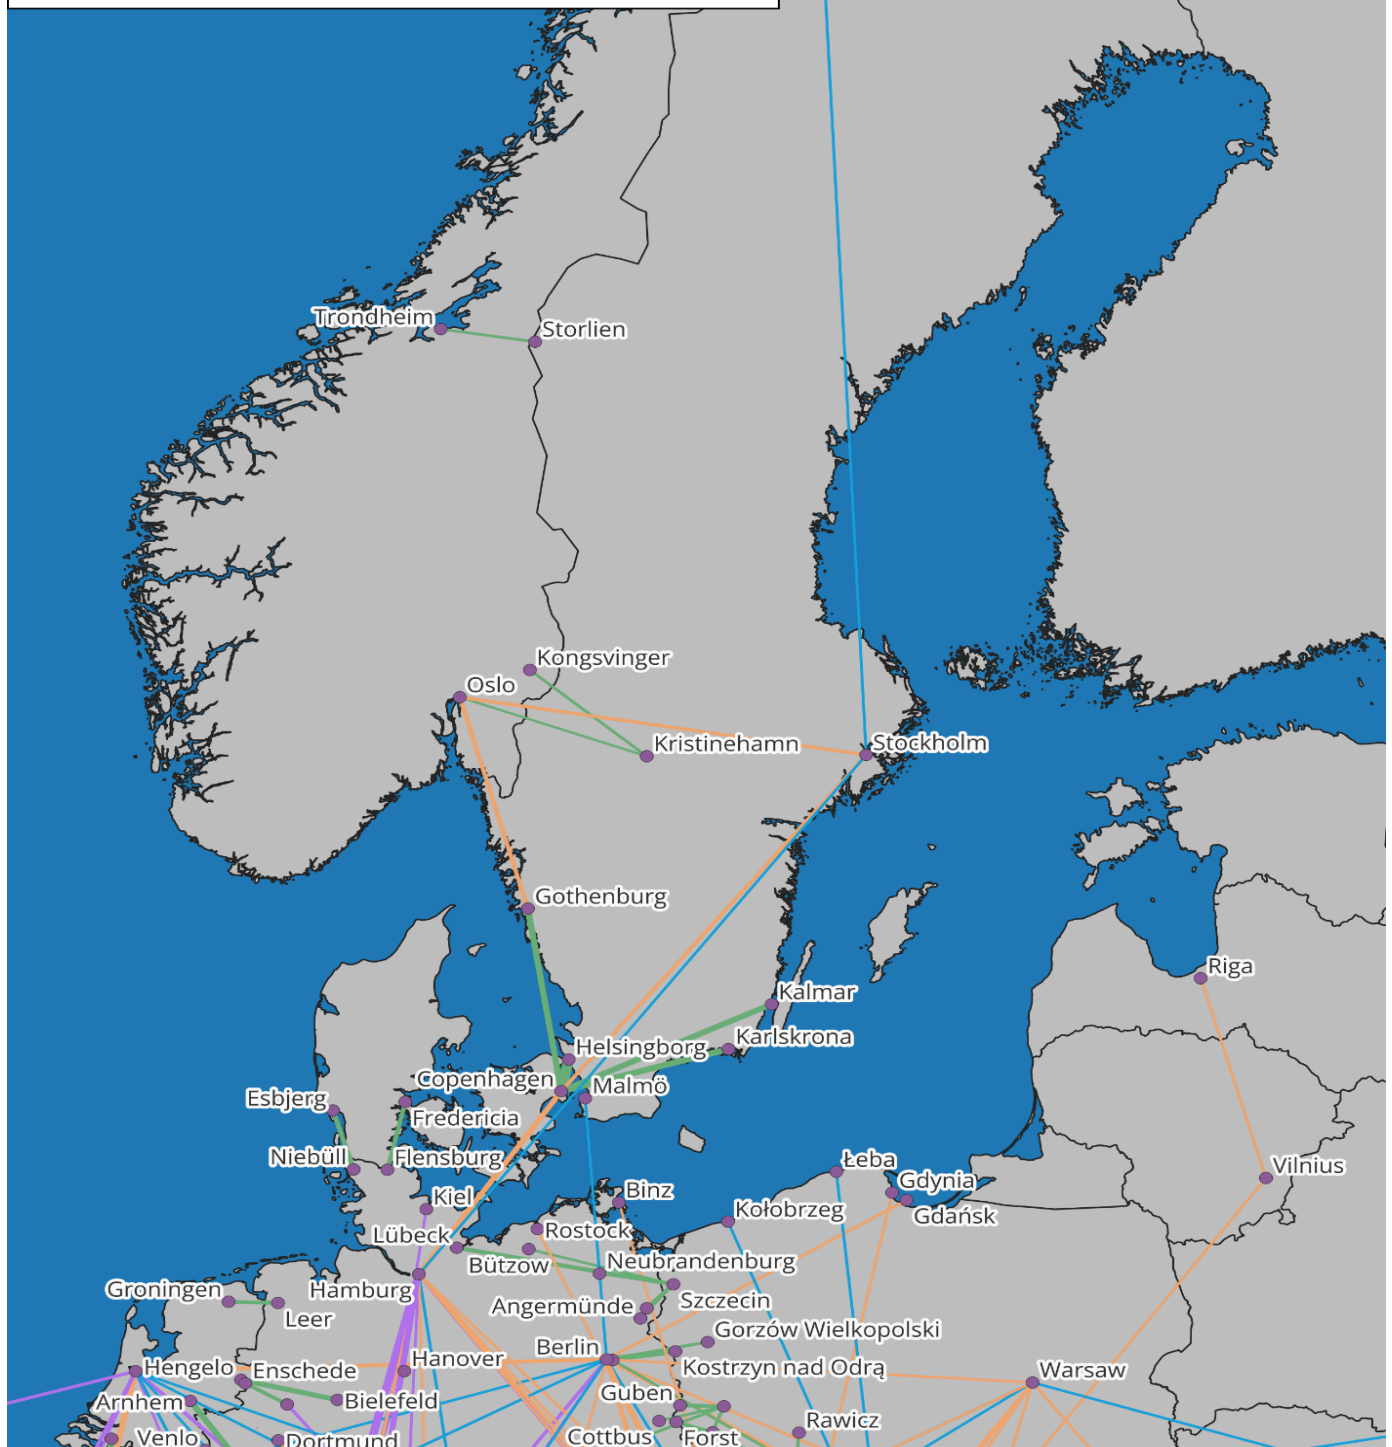 Trondheim
Storlien
Kongsvinger
Oslo
Kristinehamn
Stockholm
Gothenburg
Riga
Kalmar
Karlskrona
Helsingborg
Copenhagen
Malmö
Esbjerg
Fredericia
Niebüll
Flensburg
Łeba
Vilnius
Gdynia
Kiel
Binz
Kołobrzeg
Gdańsk
Lübeck
Rostock
Bützow
Neubrandenburg
Groningen
Hamburg
Leer
Angermünde
Szczecin
Gorzów Wielkopolski
Berlin
Hengelo
Enschede
Hanover
Kostrzyn nad Odrą
Warsaw
Guben
Arnhem
Bielefeld
Rawicz
Venlo
Dortmund
Cottbus
Forst